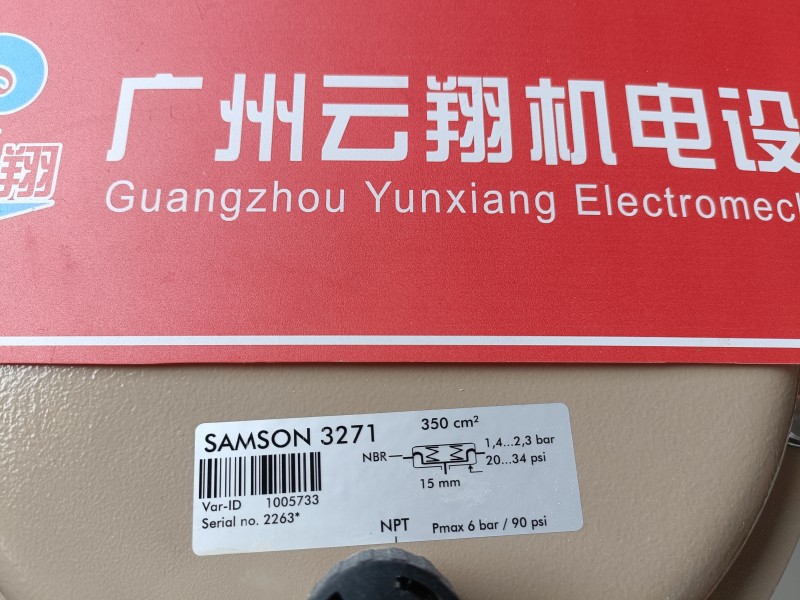 翔
广州云翔机电设
Guangzhou Yunxiang Electromech
SAMSON 3271
350 cm²
NBR
1,4...2,3 bar
20...34 psi
15 mm
Var-ID 1005733
Serial no. 2263*
NPT
Pmax 6 bar / 90 psi